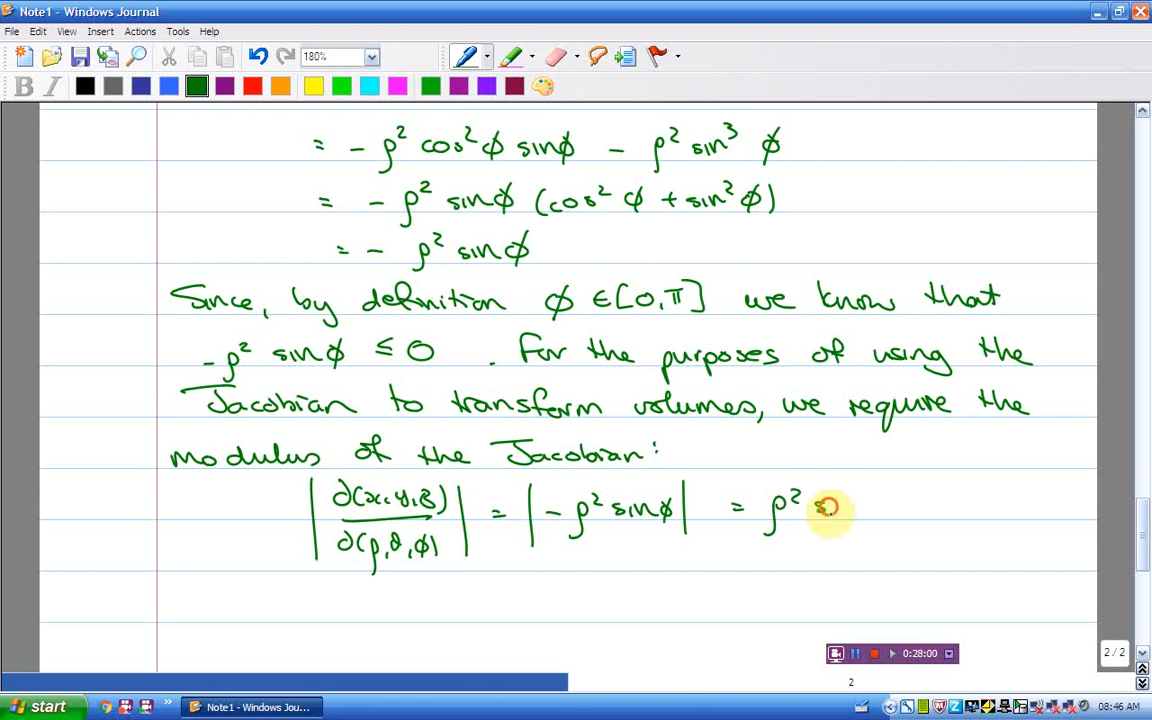 Note1 - Windows Journal
File Edit View Insert Actions Tools Help
180%
B I
= - ρ² cos² φ sinφ - ρ² sin³ φ
= - ρ² sinφ (cos² φ + sin² φ)
= - ρ² sinφ
Since, by definition φ ∈ [0, π] we know that
-ρ² sinφ ≤ 0 . For the purposes of using the
Jacobian to transform volumes, we require the
modulus of the Jacobian:
| ∂(x,y,z) / ∂(ρ,θ,φ) | = | - ρ² sinφ | = ρ² s
0:28:00
2 / 2
2
start
Note1 - Windows Jou...
08:46 AM